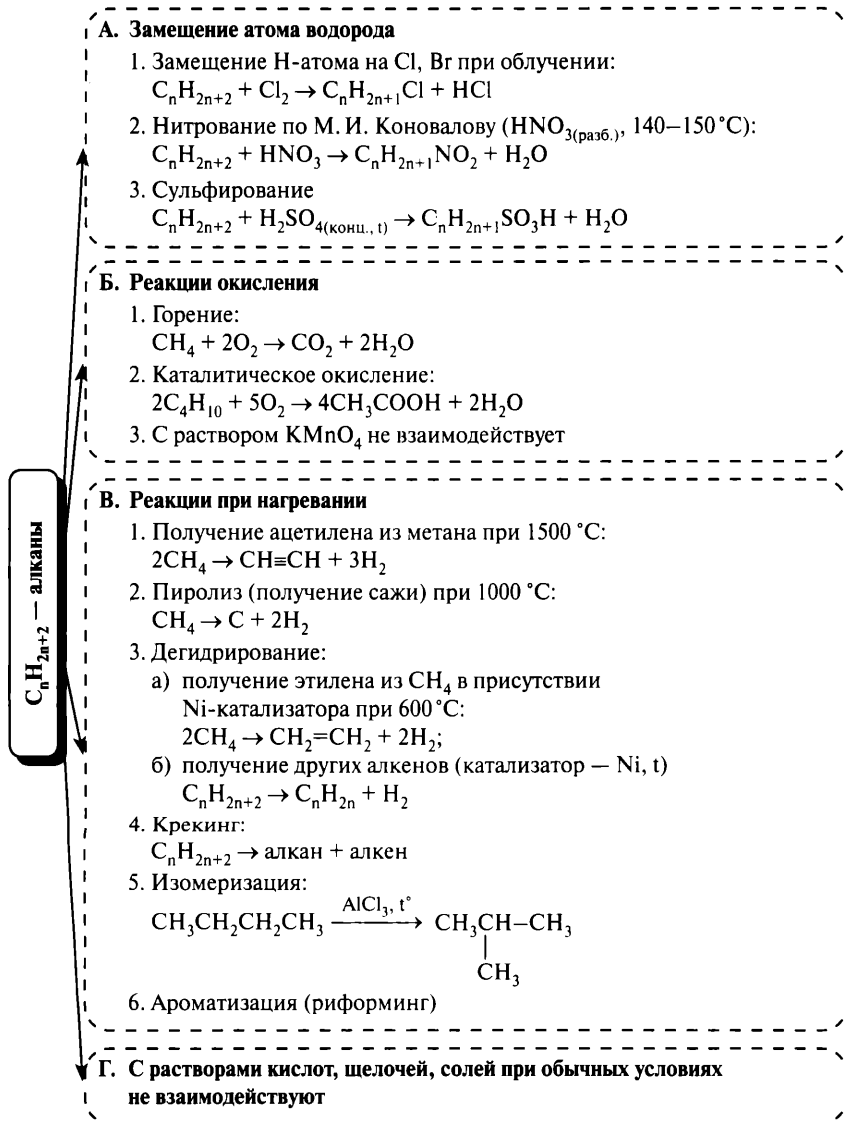 А. Замещение атома водорода
1. Замещение Н-атома на Cl, Br при облучении:
CₙH₂ₙ₊₂ + Cl₂ → CₙH₂ₙ₊₁Cl + HCl
2. Нитрование по М. И. Коновалову (HNO₃(разб.), 140–150 °C):
CₙH₂ₙ₊₂ + HNO₃ → CₙH₂ₙ₊₁NO₂ + H₂O
3. Сульфирование
CₙH₂ₙ₊₂ + H₂SO₄(конц., t) → CₙH₂ₙ₊₁SO₃H + H₂O
Б. Реакции окисления
1. Горение:
CH₄ + 2O₂ → CO₂ + 2H₂O
2. Каталитическое окисление:
2C₄H₁₀ + 5O₂ → 4CH₃COOH + 2H₂O
3. С раствором KMnO₄ не взаимодействует
CₙH₂ₙ₊₂ — алканы
В. Реакции при нагревании
1. Получение ацетилена из метана при 1500 °C:
2CH₄ → CH≡CH + 3H₂
2. Пиролиз (получение сажи) при 1000 °C:
CH₄ → C + 2H₂
3. Дегидрирование:
а) получение этилена из CH₄ в присутствии
Ni-катализатора при 600 °C:
2CH₄ → CH₂=CH₂ + 2H₂;
б) получение других алкенов (катализатор — Ni, t)
CₙH₂ₙ₊₂ → CₙH₂ₙ + H₂
4. Крекинг:
CₙH₂ₙ₊₂ → алкан + алкен
5. Изомеризация:
AlCl₃, t°
CH₃CH₂CH₂CH₃ → CH₃CH–CH₃
|
CH₃
6. Ароматизация (риформинг)
Г. С растворами кислот, щелочей, солей при обычных условиях
не взаимодействуют